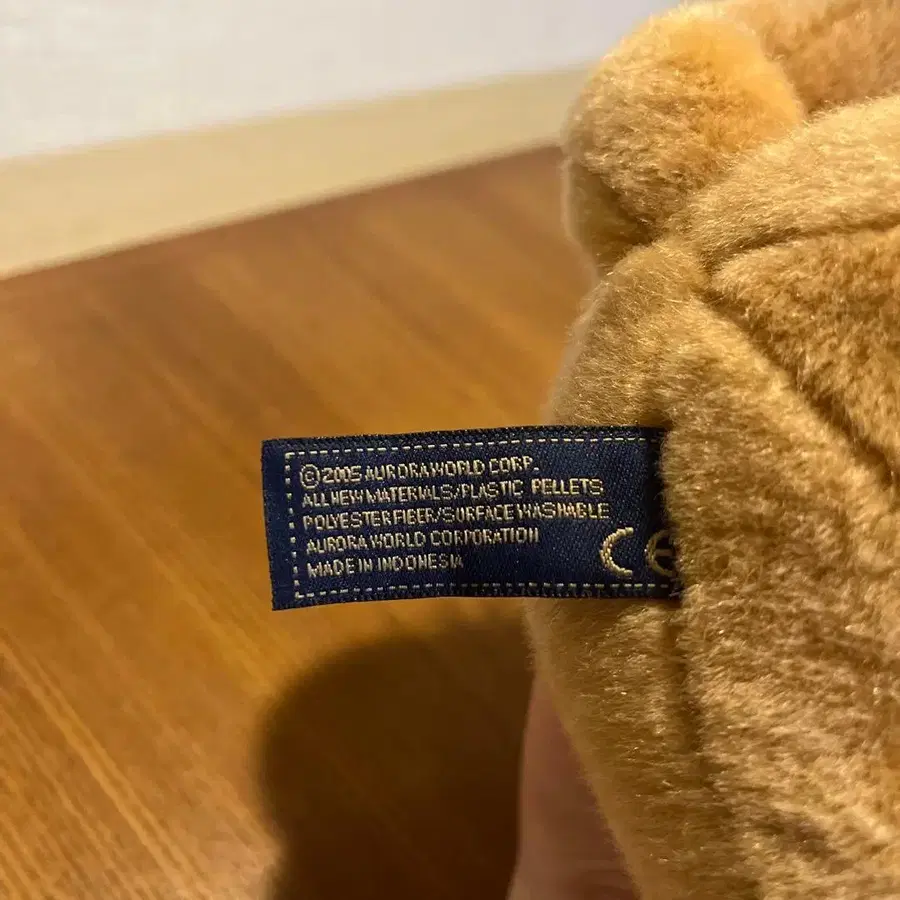 ©2005 AURORA WORLD CORP.
ALL NEW MATERIALS/PLASTIC PELLETS
POLYESTER FIBER/SURFACE WASHABLE
AURORA WORLD CORPORATION
MADE IN INDONESIA
CE